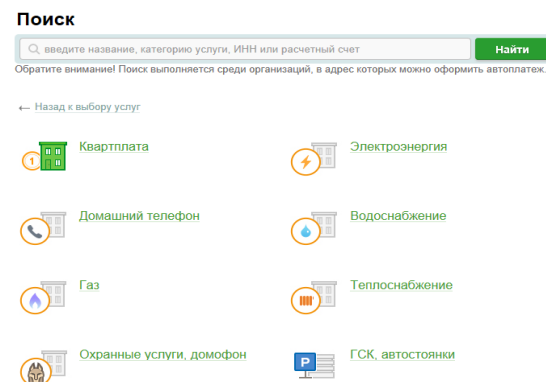 Поиск
введите название, категорию услуги, ИНН или расчетный счет
Найти
Обратите внимание! Поиск выполняется среди организаций, в адрес которых можно оформить автоплатеж.
← Назад к выбору услуг
1
Квартплата
Электроэнергия
Домашний телефон
Водоснабжение
Газ
Теплоснабжение
Охранные услуги, домофон
P
ГСК, автостоянки